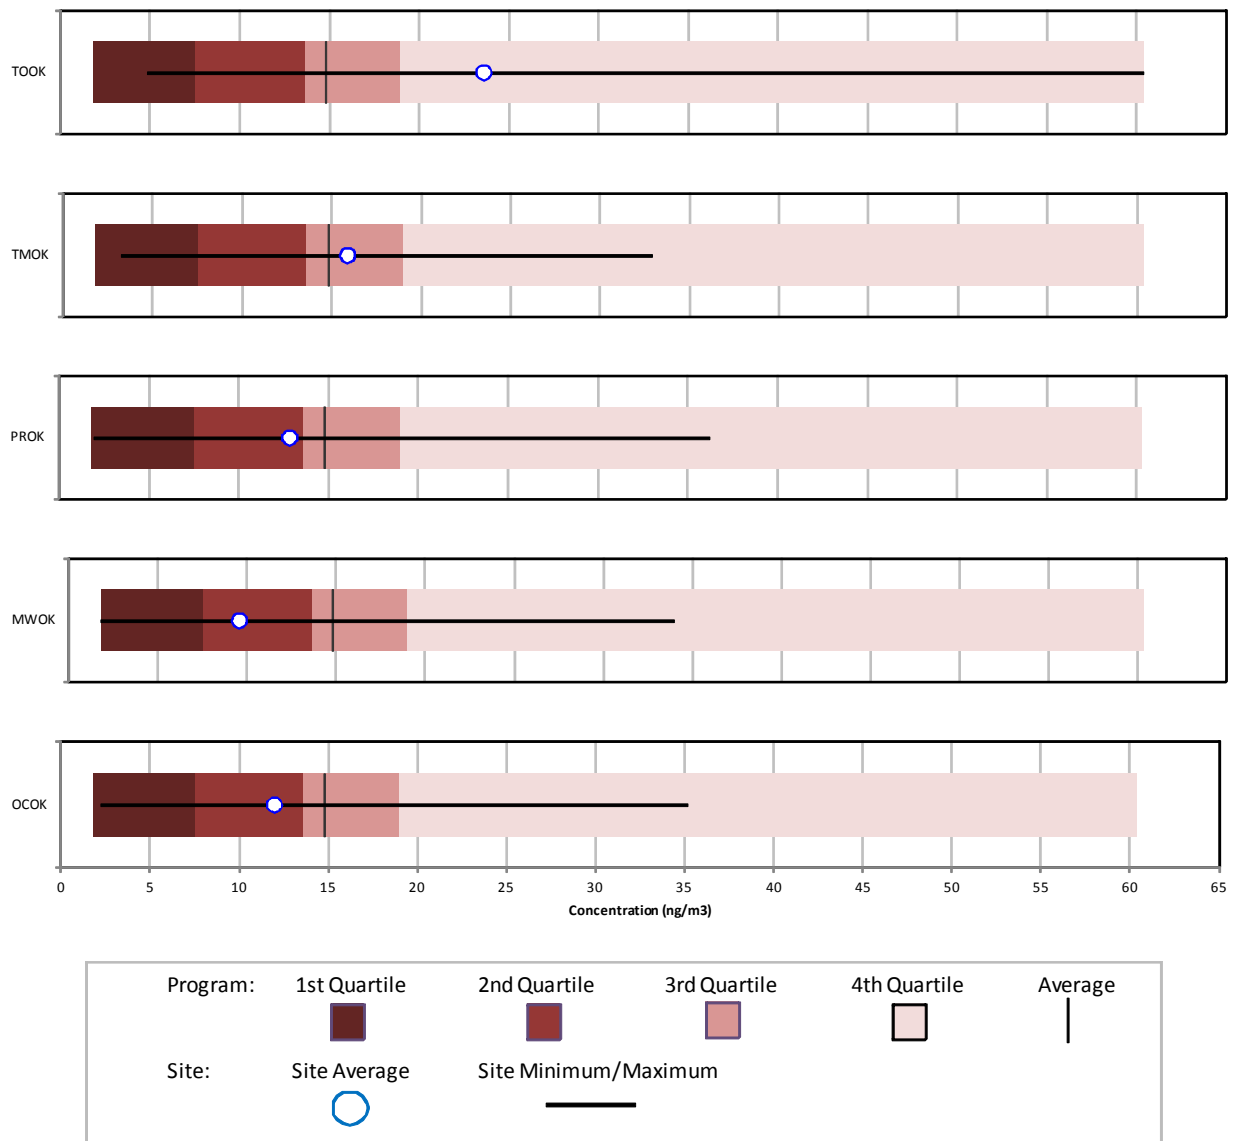 TOOK
TMOK
PROK
MWOK
OCOK
0 5 10 15 20 25 30 35 40 45 50 55 60 65
Concentration (ng/m3)
Program: 1st Quartile 2nd Quartile 3rd Quartile 4th Quartile Average
Site: Site Average Site Minimum/Maximum